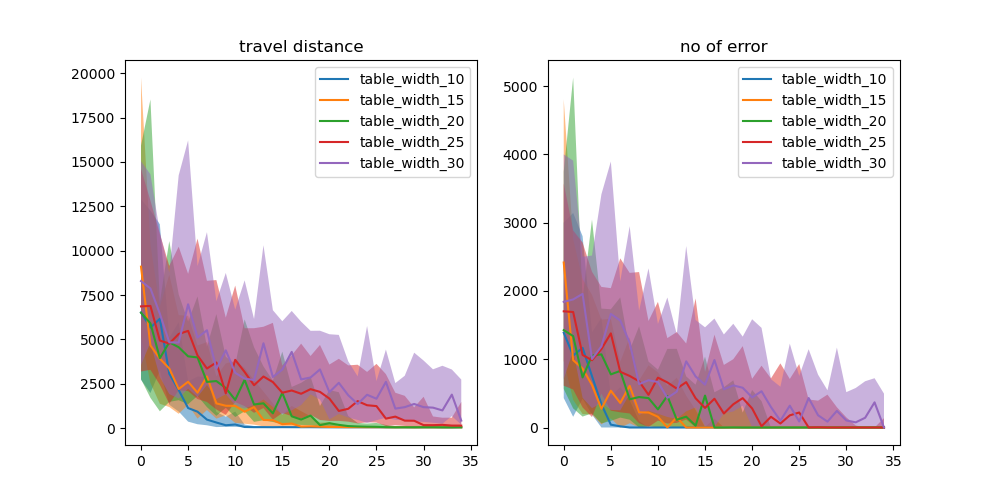 travel distance
20000
17500
15000
12500
10000
7500
5000
2500
0
0 5 10 15 20 25 30 35
table_width_10
table_width_15
table_width_20
table_width_25
table_width_30
no of error
5000
4000
3000
2000
1000
0
0 5 10 15 20 25 30 35
table_width_10
table_width_15
table_width_20
table_width_25
table_width_30